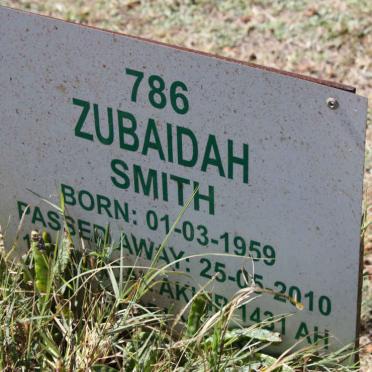 786
ZUBAIDAH
SMITH
BORN: 01-03-1959
PASSED AWAY: 25-05-2010
1431 AH